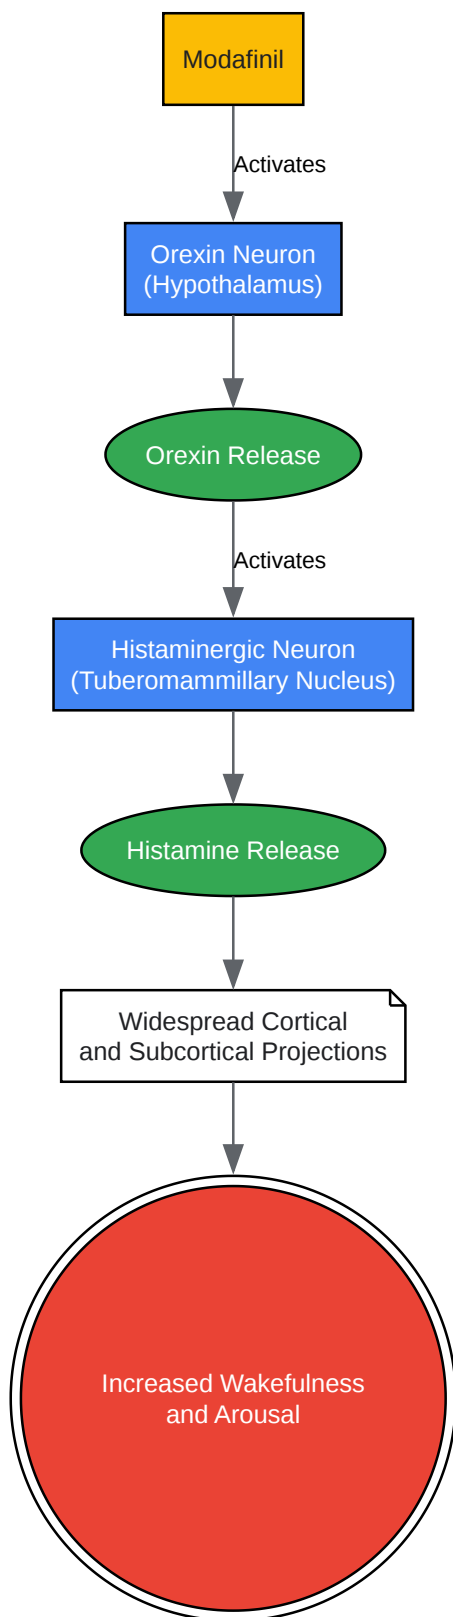 Modafinil
Activates
Orexin Neuron
(Hypothalamus)
Orexin Release
Activates
Histaminergic Neuron
(Tuberomammillary Nucleus)
Histamine Release
Widespread Cortical
and Subcortical Projections
Increased Wakefulness
and Arousal